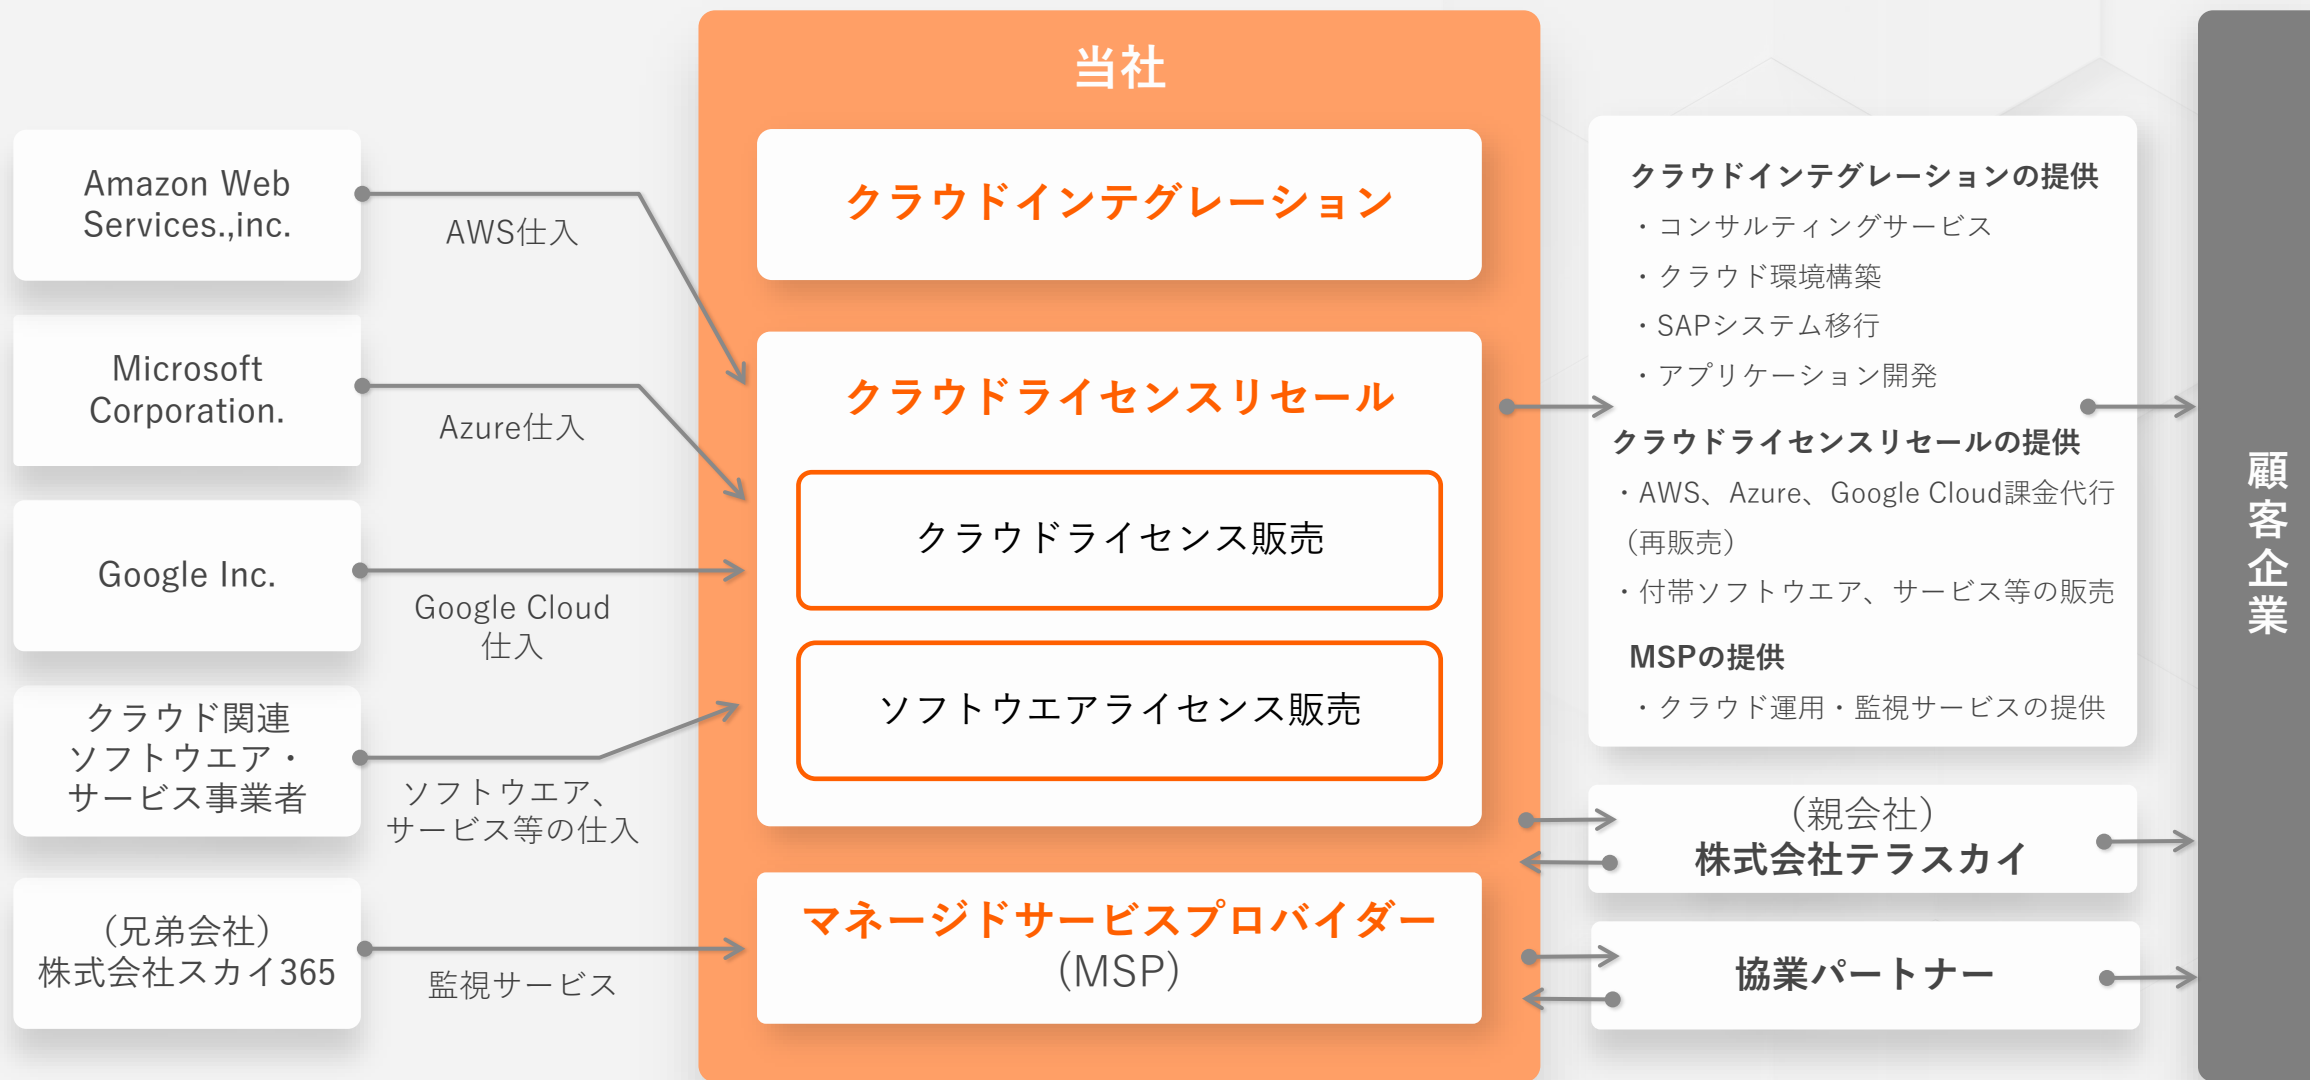 Amazon Web
Services.,inc.
AWS仕入
Microsoft
Corporation.
Azure仕入
Google Inc.
Google Cloud
仕入
クラウド関連
ソフトウエア・
サービス事業者
ソフトウエア、
サービス等の仕入
（兄弟会社）
株式会社スカイ365
監視サービス
当社
クラウドインテグレーション
クラウドライセンスリセール
クラウドライセンス販売
ソフトウエアライセンス販売
マネージドサービスプロバイダー
（MSP）
クラウドインテグレーションの提供
・コンサルティングサービス
・クラウド環境構築
・SAPシステム移行
・アプリケーション開発
クラウドライセンスリセールの提供
・AWS、Azure、Google Cloud課金代行
（再販売）
・付帯ソフトウエア、サービス等の販売
MSPの提供
・クラウド運用・監視サービスの提供
（親会社）
株式会社テラスカイ
協業パートナー
顧客企業